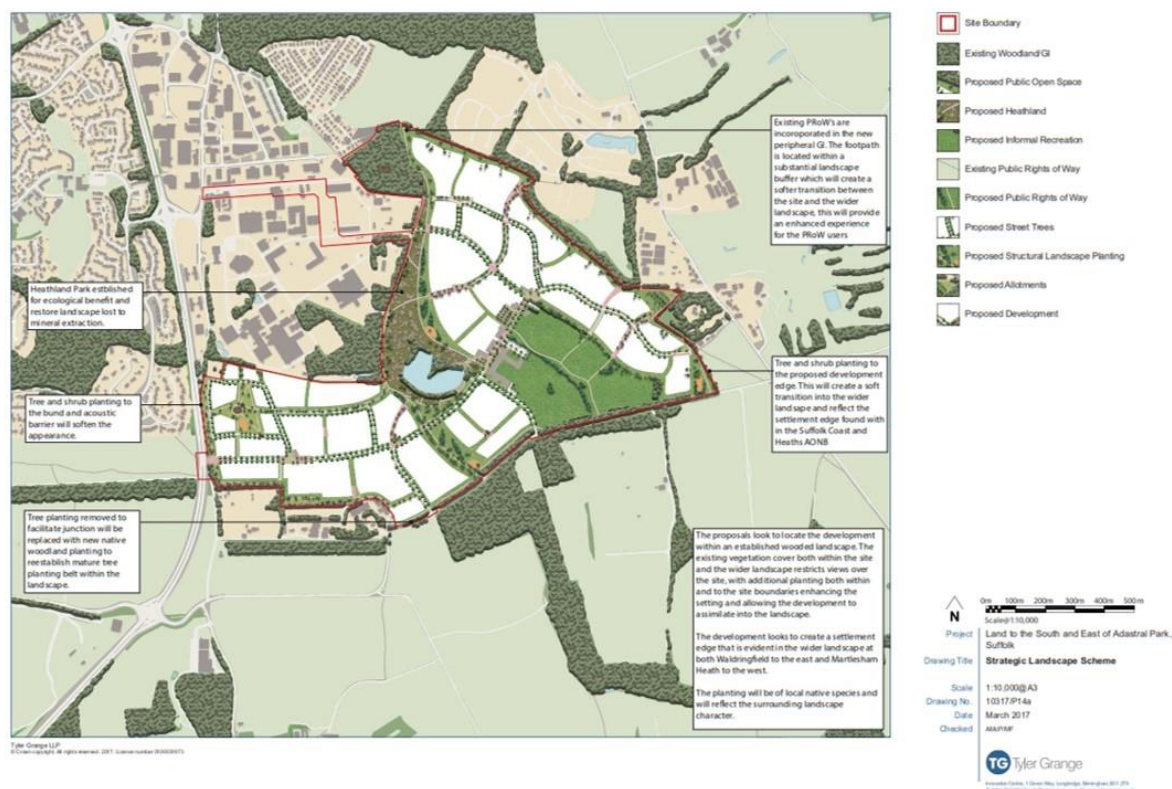 Existing PRoW's are
incoroporated in the new
peripheral GI. The footpath
is located within a
substantial landscape
buffer which will create a
softer transition between
the site and the wider
landscape, this will provide
an enhanced experience
for the PRoW users
Heathland Park estblished
for ecological benefit and
restore landscape lost to
mineral extraction.
Tree and shrub planting to
the bund and acoustic
barrier will soften the
appearance.
Tree and shrub planting to
the proposed development
edge. This will create a soft
transition into the wider
landsape and reflect the
settlement edge found with
in the Suffolk Coast and
Heaths AONB
Tree planting removed to
facilitate junction will be
replaced with new native
woodland planting to
reestablish mature tree
planting belt within the
landscape.
The proposals look to locate the development
within an established wooded landscape. The
existing vegetation cover both within the site
and the wider landscape restricts views over
the site, with additional planting both within
and to the site boundaries enhancing the
setting and allowing the development to
assimilate into the landscape.
The development looks to create a settlement
edge that is evident in the wider landscape at
both Waldringfield to the east and Martlesham
Heath to the west.
The planting will be of local native species and
will reflect the surrounding landscape
character.
Tyler Grange LLP
© Crown copyright. All rights reserved. 2017. Licence number
Site Boundary
Existing Woodland/GI
Proposed Public Open Space
Proposed Heathland
Proposed Informal Recreation
Existing Public Rights of Way
Proposed Public Rights of Way
Proposed Street Trees
Proposed Structural Landscape Planting
Proposed Allotments
Proposed Development
N
0m 100m 200m 300m 400m 500m
Scale@1:10,000
Project Land to the South and East of Adastral Park,
Suffolk
Drawing Title Strategic Landscape Scheme
Scale 1:10,000@A3
Drawing No. 10317/P14a
Date March 2017
Checked
TG Tyler Grange